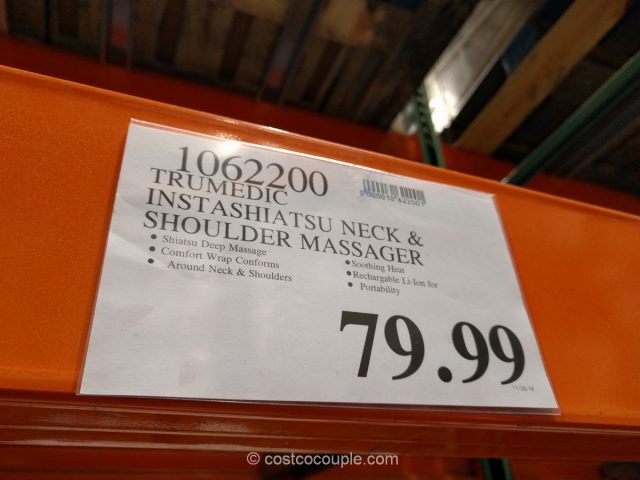 1062200
TRUMEDIC
INSTASHIATSU NECK &
SHOULDER MASSAGER
• Shiatsu Deep Massage
• Comfort Wrap Conforms
• Around Neck & Shoulders
• Soothing Heat
• Rechargable Li-Ion for
Portability
79.99
© costcocouple.com